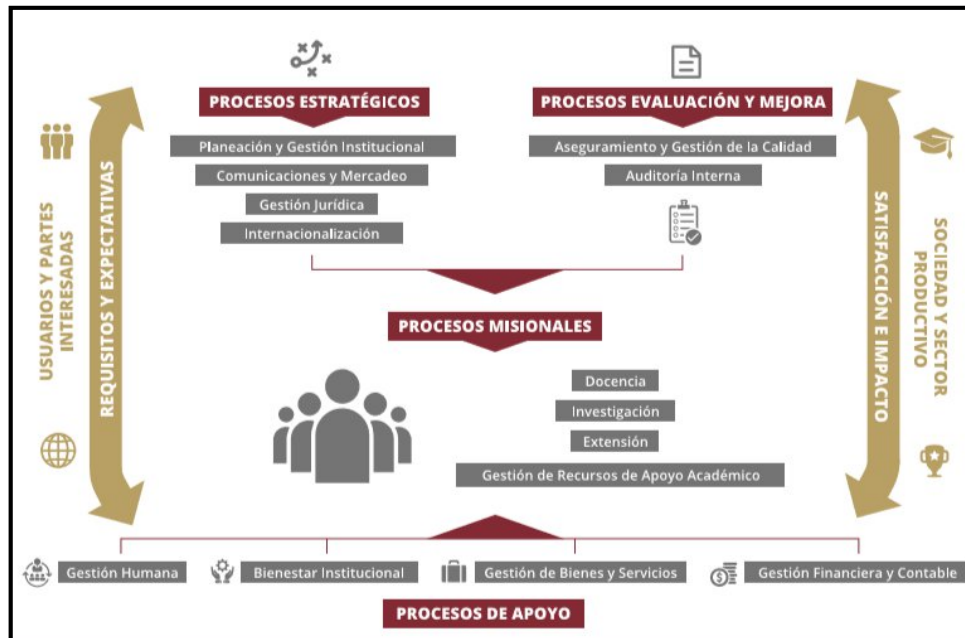 PROCESOS ESTRATÉGICOS
Planeación y Gestión Institucional
Comunicaciones y Mercadeo
Gestión Jurídica
Internacionalización
PROCESOS EVALUACIÓN Y MEJORA
Aseguramiento y Gestión de la Calidad
Auditoría Interna
USUARIOS Y PARTES
INTERESADAS
REQUISITOS Y EXPECTATIVAS
PROCESOS MISIONALES
Docencia
Investigación
Extensión
Gestión de Recursos de Apoyo Académico
SATISFACCIÓN E IMPACTO
SOCIEDAD Y SECTOR
PRODUCTIVO
Gestión Humana
Bienestar Institucional
Gestión de Bienes y Servicios
Gestión Financiera y Contable
PROCESOS DE APOYO